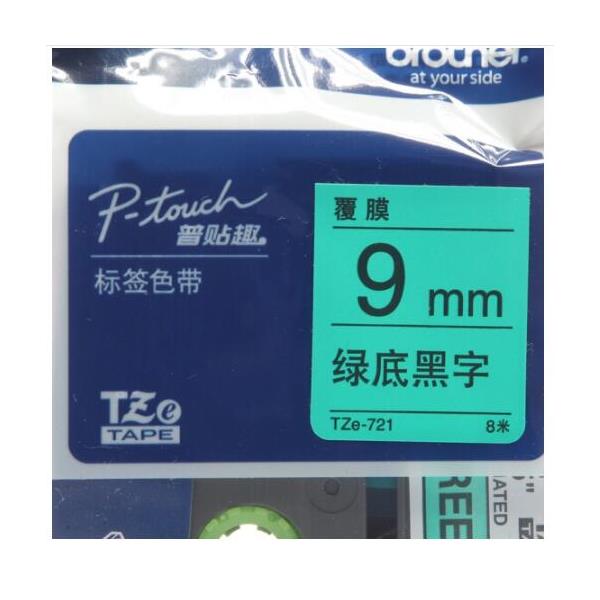 brother
at your side
P-touch
普贴趣
标签色带
TZe
TAPE
覆膜
9 mm
绿底黑字
TZe-721 8米